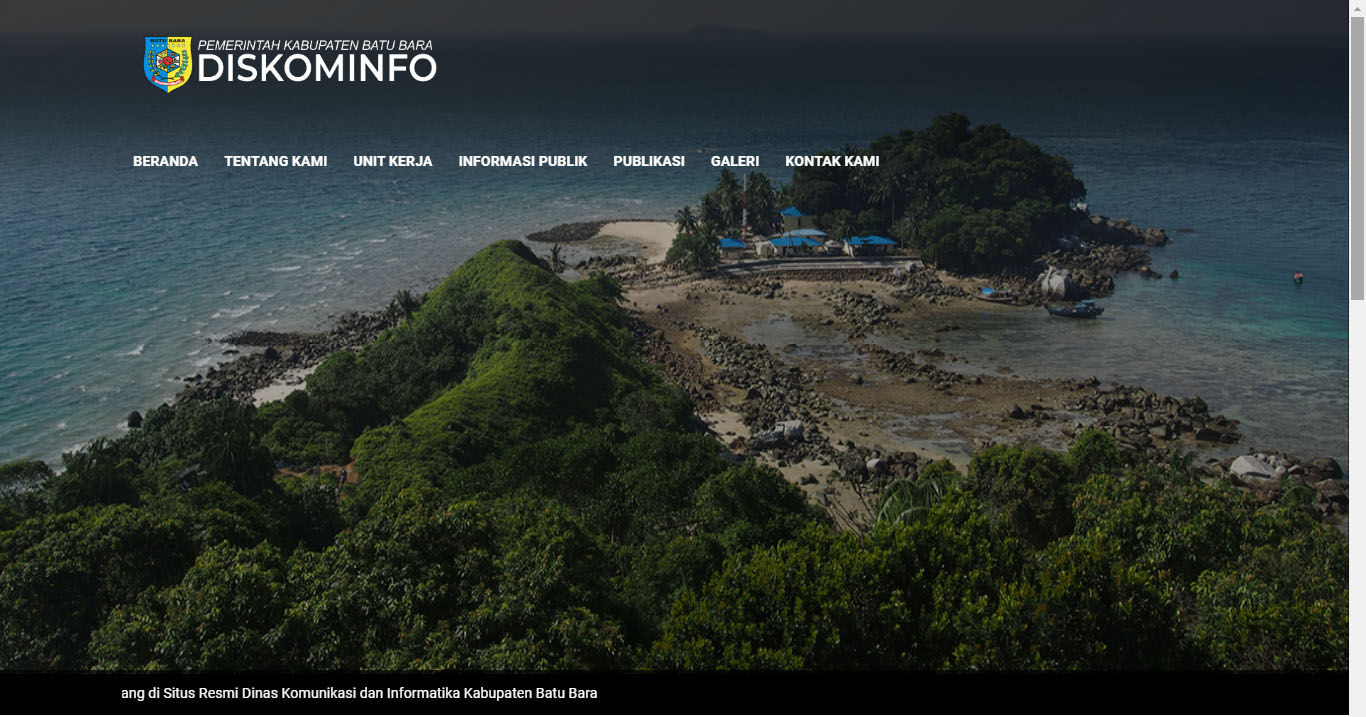 BATU BARA
PEMERINTAH KABUPATEN BATU BARA
DISKOMINFO
BERANDA TENTANG KAMI UNIT KERJA INFORMASI PUBLIK PUBLIKASI GALERI KONTAK KAMI
ang di Situs Resmi Dinas Komunikasi dan Informatika Kabupaten Batu Bara